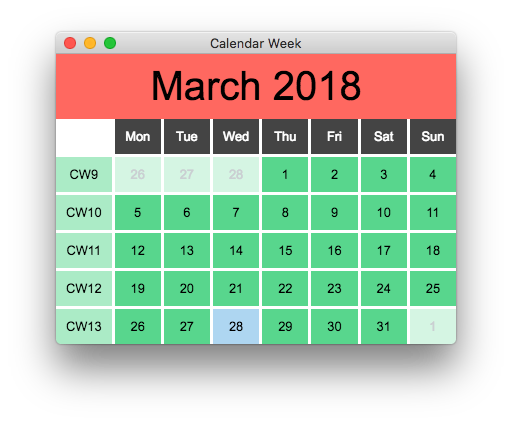 Calendar Week
March 2018
Mon Tue Wed Thu Fri Sat Sun
CW9 26 27 28 1 2 3 4
CW10 5 6 7 8 9 10 11
CW11 12 13 14 15 16 17 18
CW12 19 20 21 22 23 24 25
CW13 26 27 28 29 30 31 1